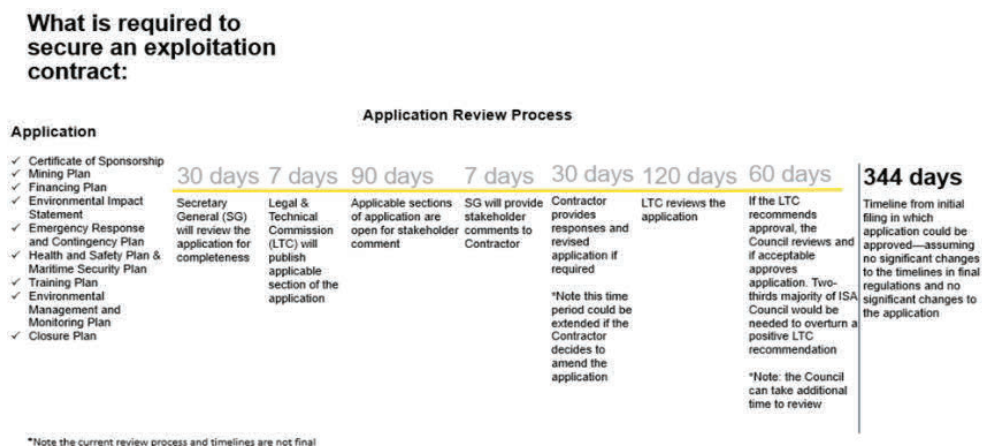 What is required to
secure an exploitation
contract:
Application Review Process
Application
✓ Certificate of Sponsorship
✓ Mining Plan
✓ Financing Plan
✓ Environmental Impact
Statement
✓ Emergency Response
and Contingency Plan
✓ Health and Safety Plan &
Maritime Security Plan
✓ Training Plan
✓ Environmental
Management and
Monitoring Plan
✓ Closure Plan
30 days
Secretary
General (SG)
will review the
application for
completeness
7 days
Legal &
Technical
Commission
(LTC) will
publish
applicable
section of the
application
90 days
Applicable sections
of application are
open for stakeholder
comment
7 days
SG will provide
stakeholder
comments to
Contractor
30 days
Contractor
provides
responses and
revised
application if
required
*Note this time
period could be
extended if the
Contractor
decides to
amend the
application
120 days
LTC reviews the
application
60 days
If the LTC
recommends
approval, the
Council reviews and
if acceptable
approves
application. Two-
thirds majority of ISA
Council would be
needed to overturn a
positive LTC
recommendation
*Note: the Council
can take additional
time to review
344 days
Timeline from initial
filing in which
application could be
approved—assuming
no significant changes
to the timelines in final
regulations and no
significant changes to
the application
*Note the current review process and timelines are not final